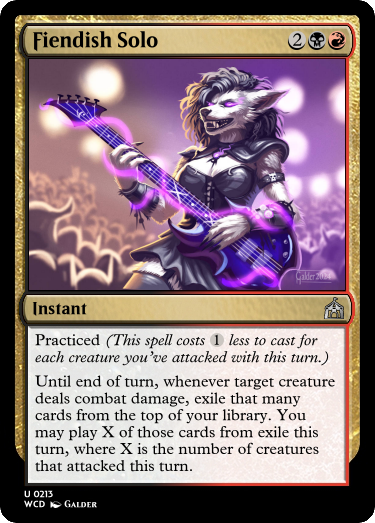 Fiendish Solo 2
Galder2024
Instant
Practiced (This spell costs 1 less to cast for
each creature you've attacked with this turn.)
Until end of turn, whenever target creature
deals combat damage, exile that many
cards from the top of your library. You
may play X of those cards from exile this
turn, where X is the number of creatures
that attacked this turn.
U 0213
WCD GALDER